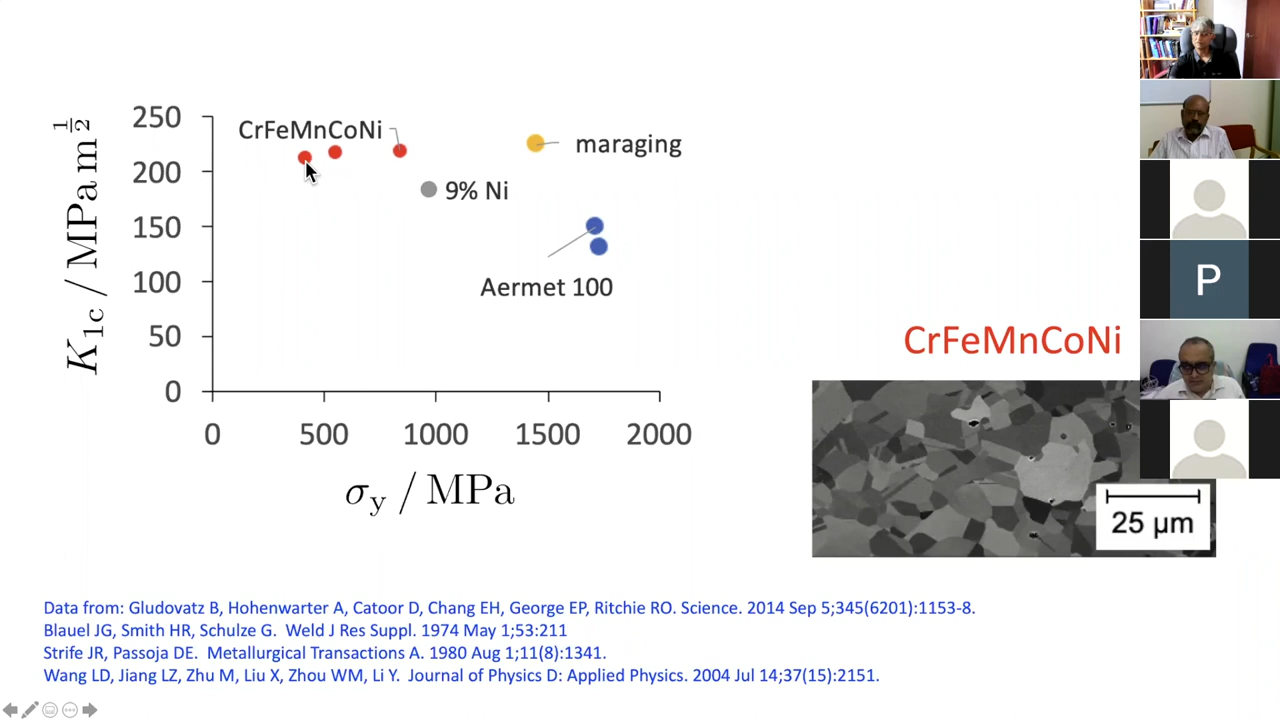 250
200
150
100
50
0
K1c / MPa m 1/2
CrFeMnCoNi
maraging
9% Ni
Aermet 100
0 500 1000 1500 2000
σy / MPa
P
CrFeMnCoNi
25 µm
Data from: Gludovatz B, Hohenwarter A, Catoor D, Chang EH, George EP, Ritchie RO. Science. 2014 Sep 5;345(6201):1153-8.
Blauel JG, Smith HR, Schulze G. Weld J Res Suppl. 1974 May 1;53:211
Strife JR, Passoja DE. Metallurgical Transactions A. 1980 Aug 1;11(8):1341.
Wang LD, Jiang LZ, Zhu M, Liu X, Zhou WM, Li Y. Journal of Physics D: Applied Physics. 2004 Jul 14;37(15):2151.